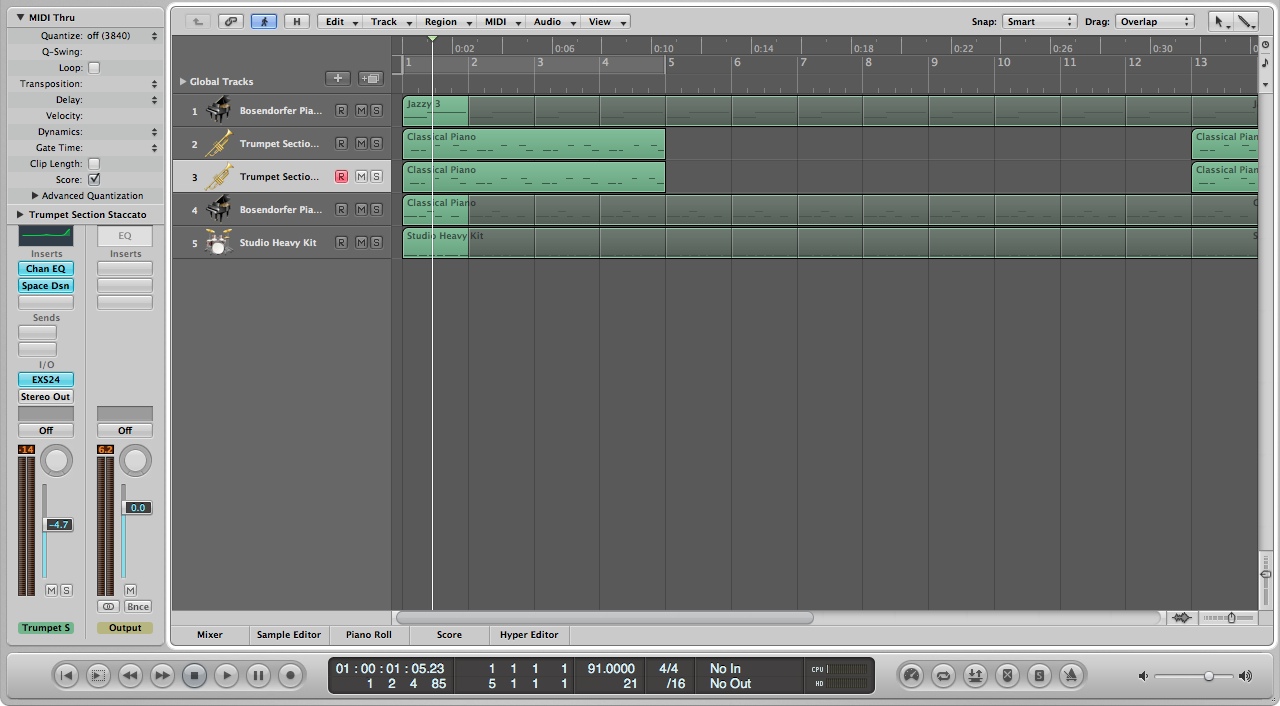 MIDI Thru
Quantize: off (3840)
Q-Swing:
Loop:
Transposition:
Delay:
Velocity:
Dynamics:
Gate Time:
Clip Length:
Score:
Advanced Quantization
Trumpet Section Staccato
EQ
Inserts Inserts
Chan EQ
Space Dsn
Sends
I/O
EXS24
Stereo Out
Off Off
-14 6.2
-4.7 0.0
M S M
Bnce
Trumpet S Output
H Edit Track Region MIDI Audio View Snap: Smart Drag: Overlap
0:02 0:06 0:10 0:14 0:18 0:22 0:26 0:30
1 2 3 4 5 6 7 8 9 10 11 12 13
Global Tracks
1 Bosendorfer Pia... R M S Jazzy 3
2 Trumpet Sectio... R M S Classical Piano Classical Pian
3 Trumpet Sectio... R M S Classical Piano Classical Pian
4 Bosendorfer Pia... R M S Classical Piano
5 Studio Heavy Kit R M S Studio Heavy Kit
Mixer Sample Editor Piano Roll Score Hyper Editor
01 : 00 : 01 : 05.23 1 1 1 1 91.0000 4/4 No In CPU
1 2 4 85 5 1 1 1 21 /16 No Out HD
S